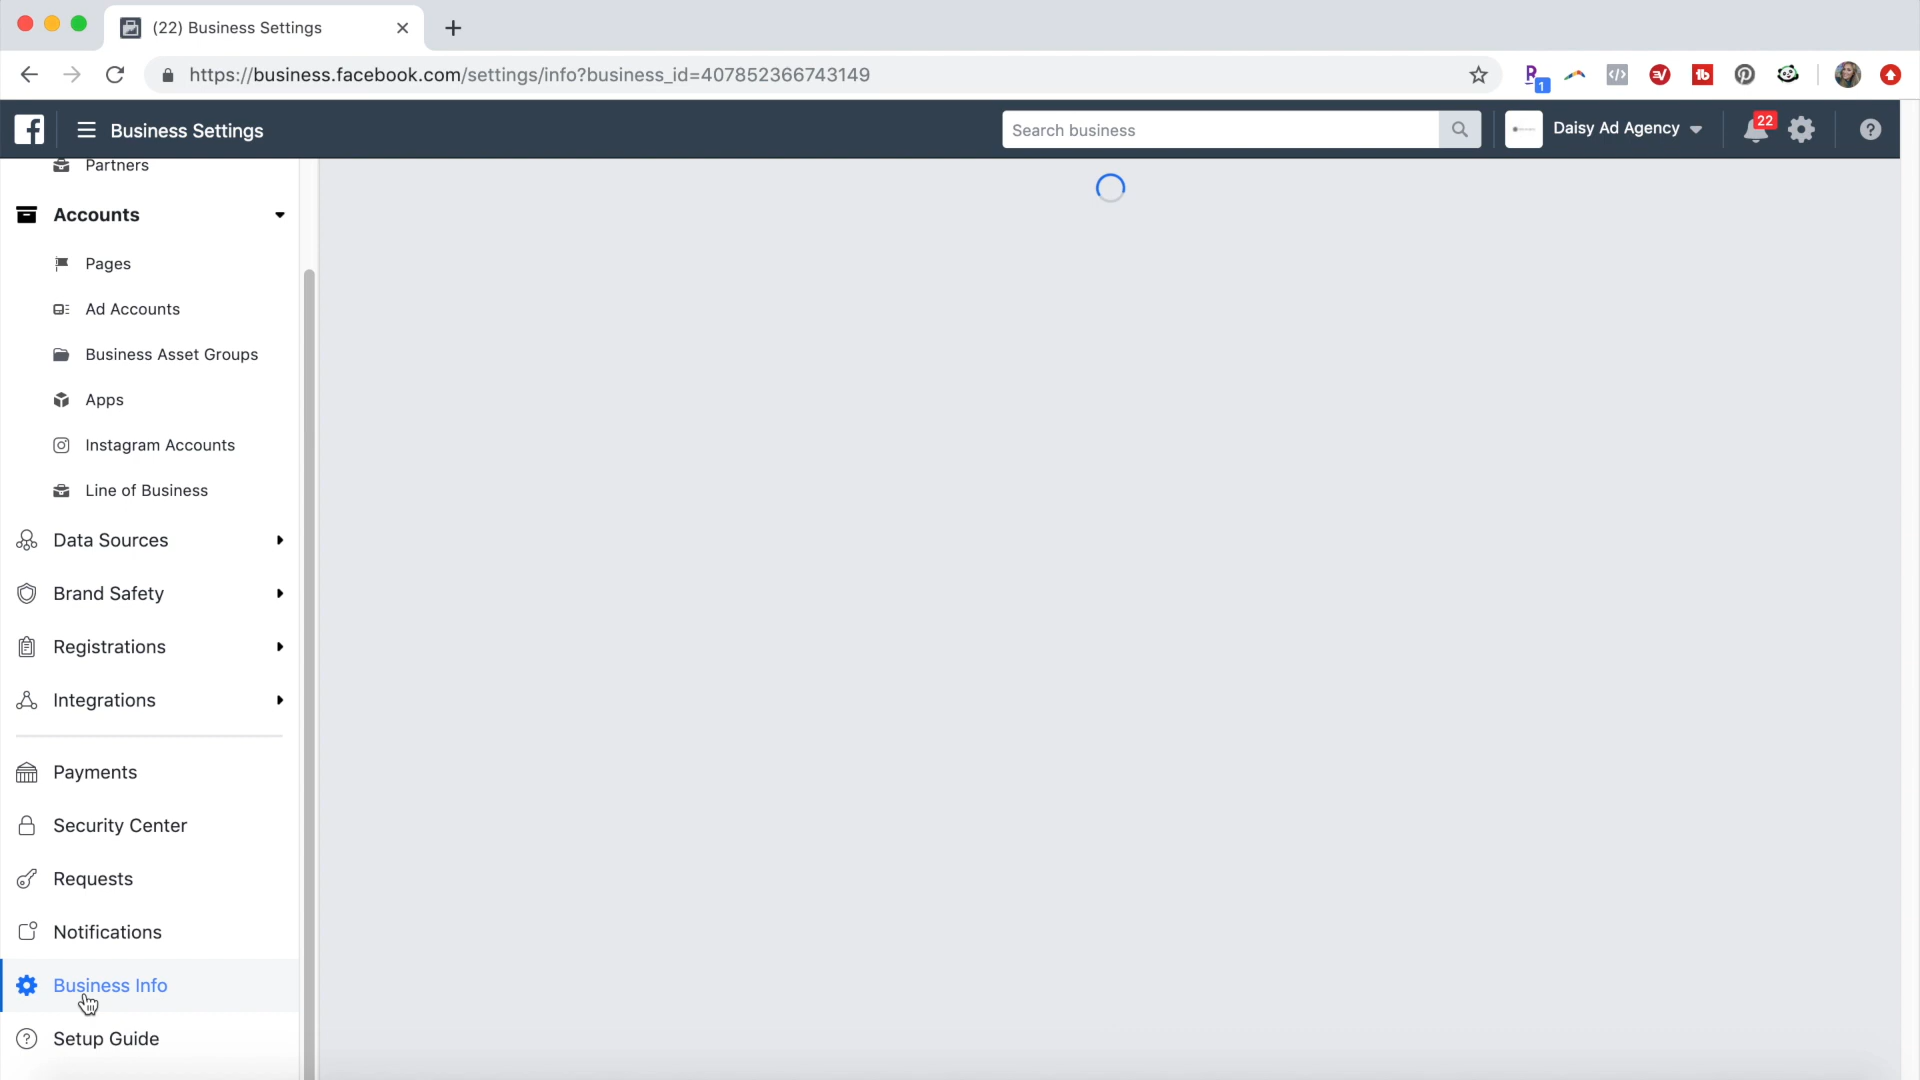 (22) Business Settings
https://business.facebook.com/settings/info?business_id=407852366743149
1
Business Settings
Search business
Daisy Ad Agency
22
Partners
Accounts
Pages
Ad Accounts
Business Asset Groups
Apps
Instagram Accounts
Line of Business
Data Sources
Brand Safety
Registrations
Integrations
Payments
Security Center
Requests
Notifications
Business Info
Setup Guide